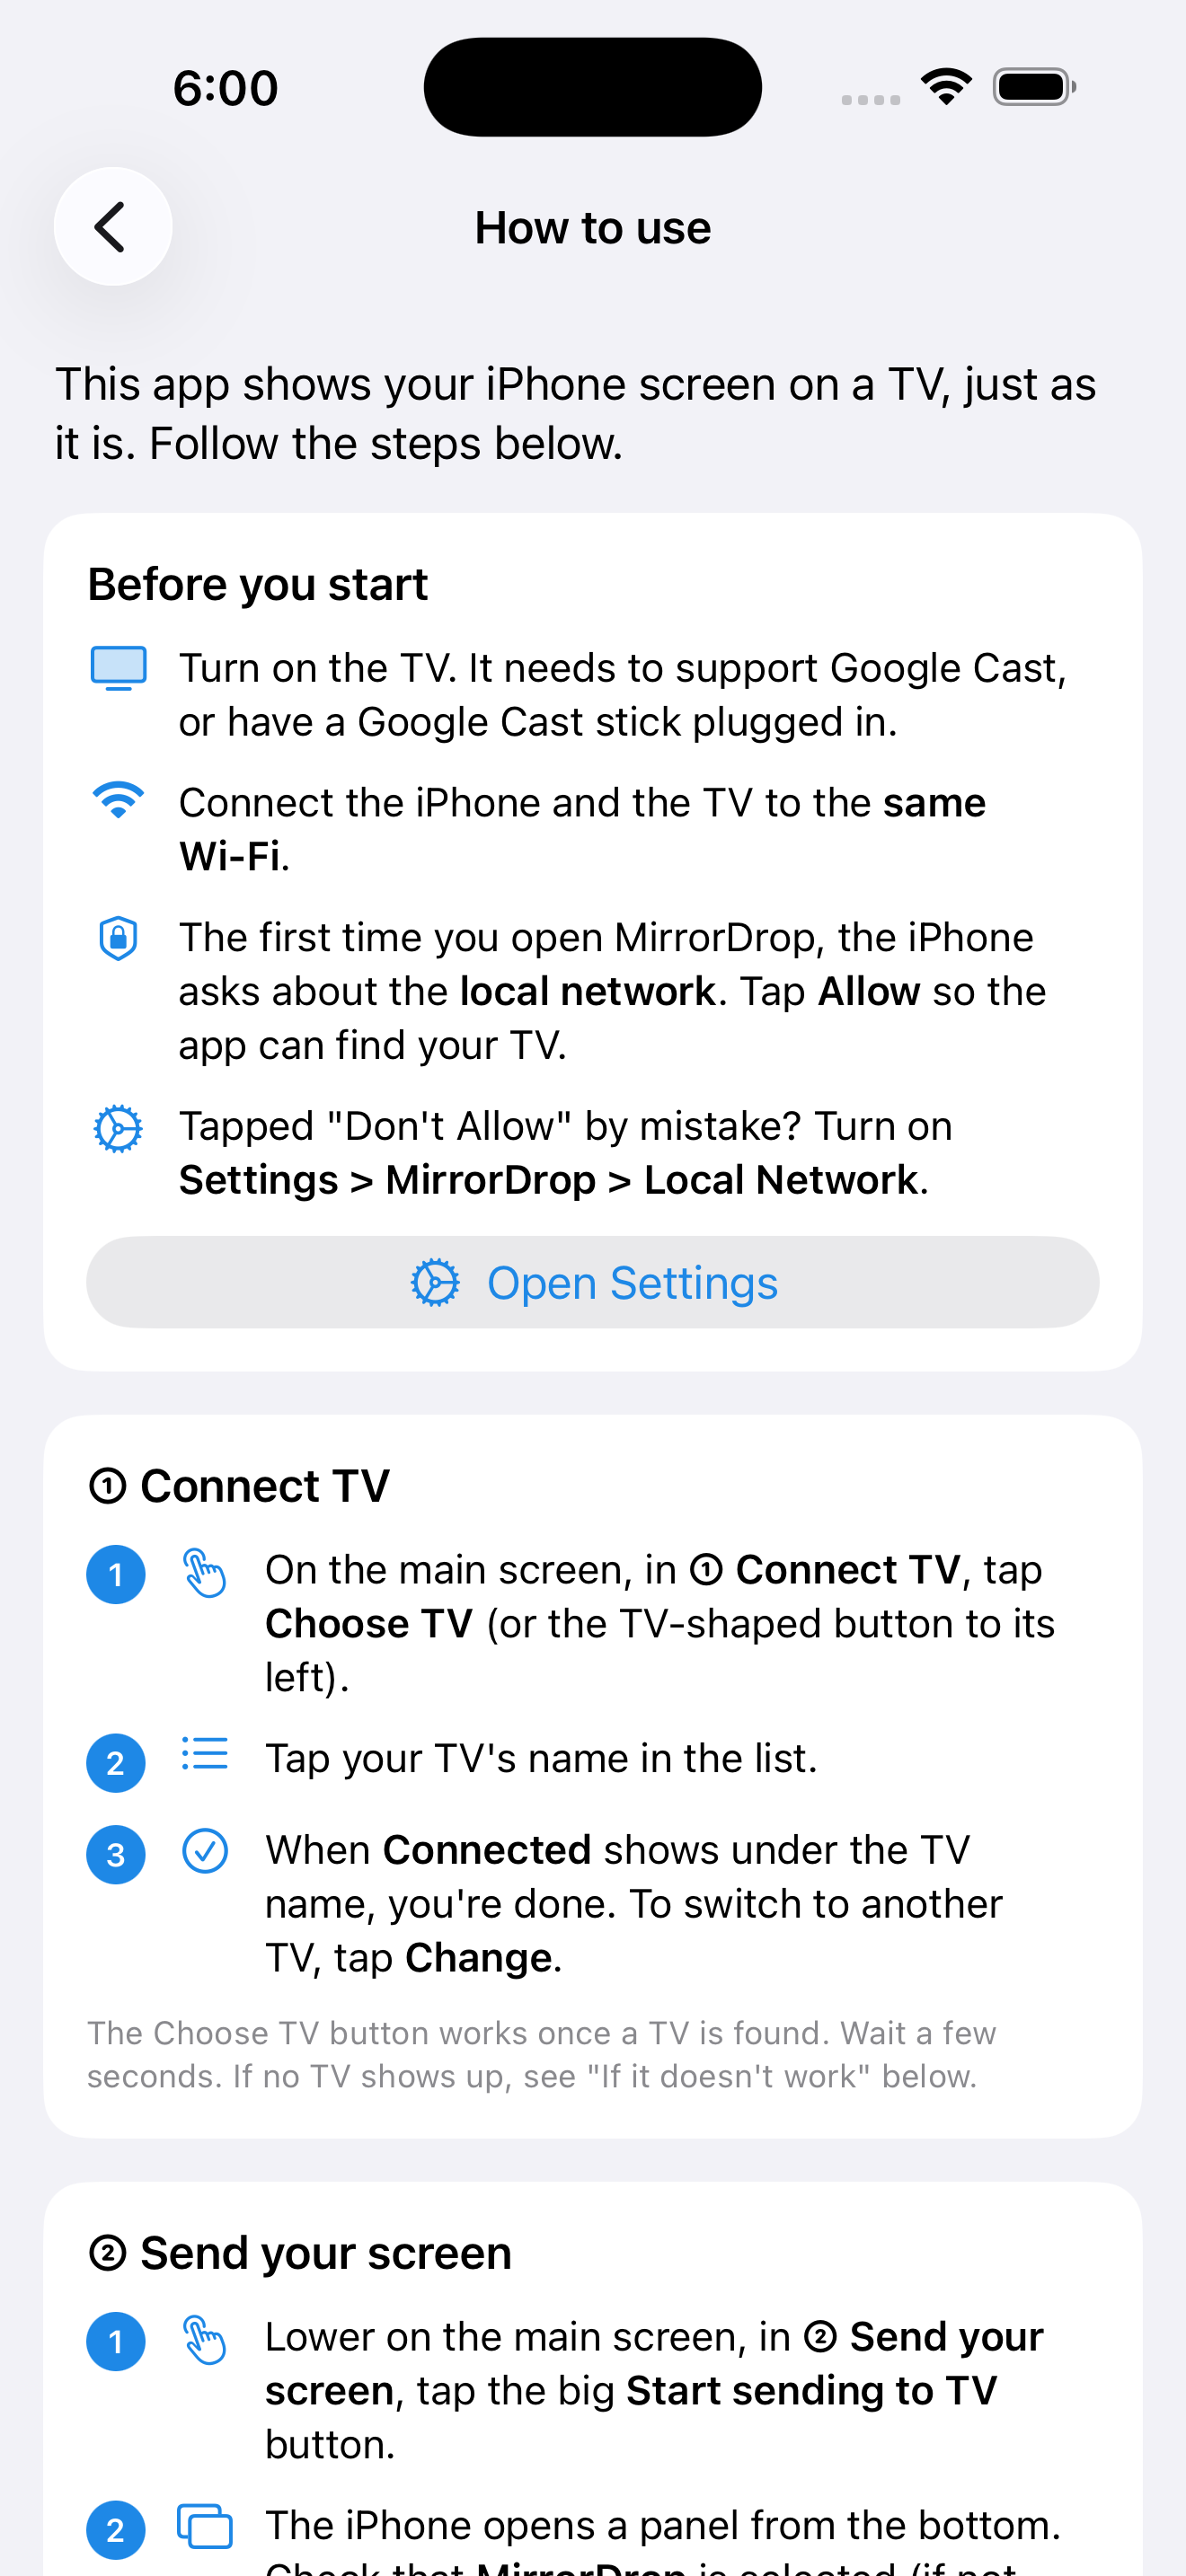 6:00
How to use
This app shows your iPhone screen on a TV, just as
it is. Follow the steps below.
Before you start
Turn on the TV. It needs to support Google Cast,
or have a Google Cast stick plugged in.
Connect the iPhone and the TV to the same
Wi-Fi.
The first time you open MirrorDrop, the iPhone
asks about the local network. Tap Allow so the
app can find your TV.
Tapped "Don't Allow" by mistake? Turn on
Settings > MirrorDrop > Local Network.
Open Settings
① Connect TV
1 On the main screen, in ① Connect TV, tap
Choose TV (or the TV-shaped button to its
left).
2 Tap your TV's name in the list.
3 When Connected shows under the TV
name, you're done. To switch to another
TV, tap Change.
The Choose TV button works once a TV is found. Wait a few
seconds. If no TV shows up, see "If it doesn't work" below.
② Send your screen
1 Lower on the main screen, in ② Send your
screen, tap the big Start sending to TV
button.
2 The iPhone opens a panel from the bottom.
Check that MirrorDrop is selected (if not